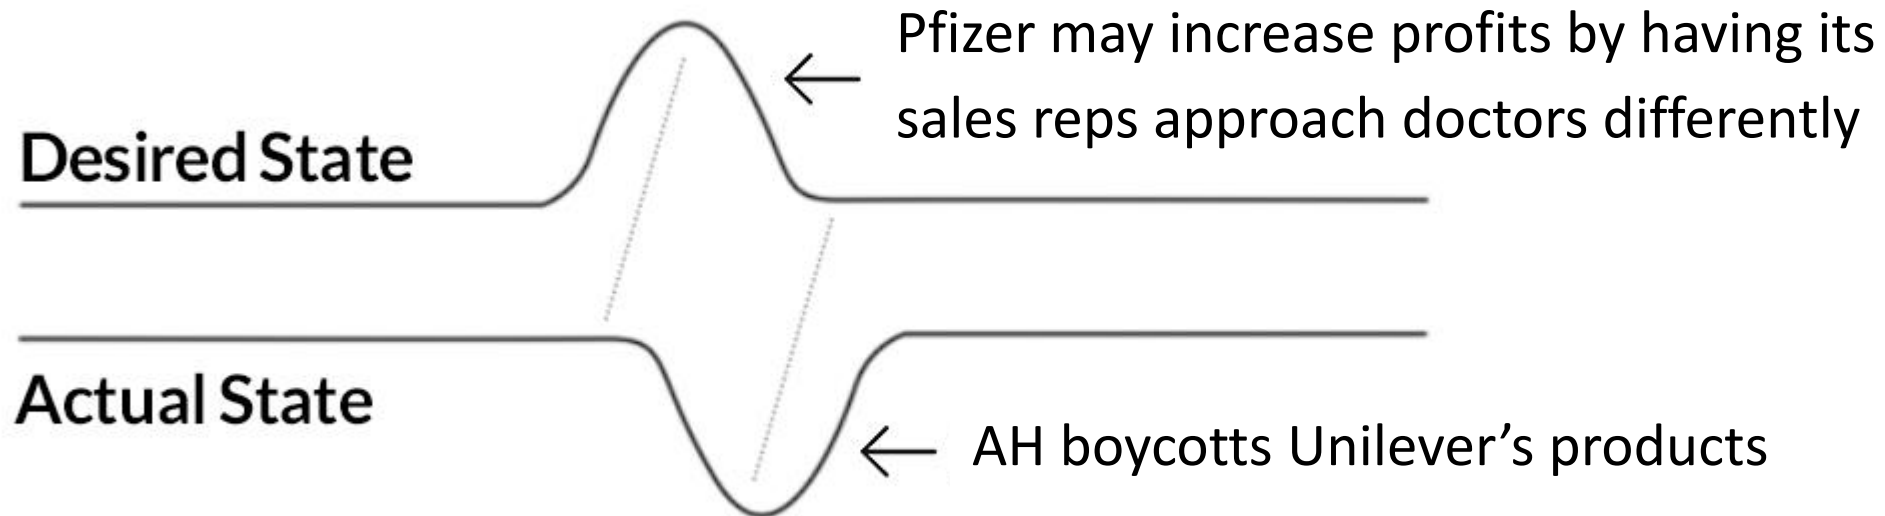 Pfizer may increase profits by having its
sales reps approach doctors differently
Desired State
Actual State
AH boycotts Unilever’s products